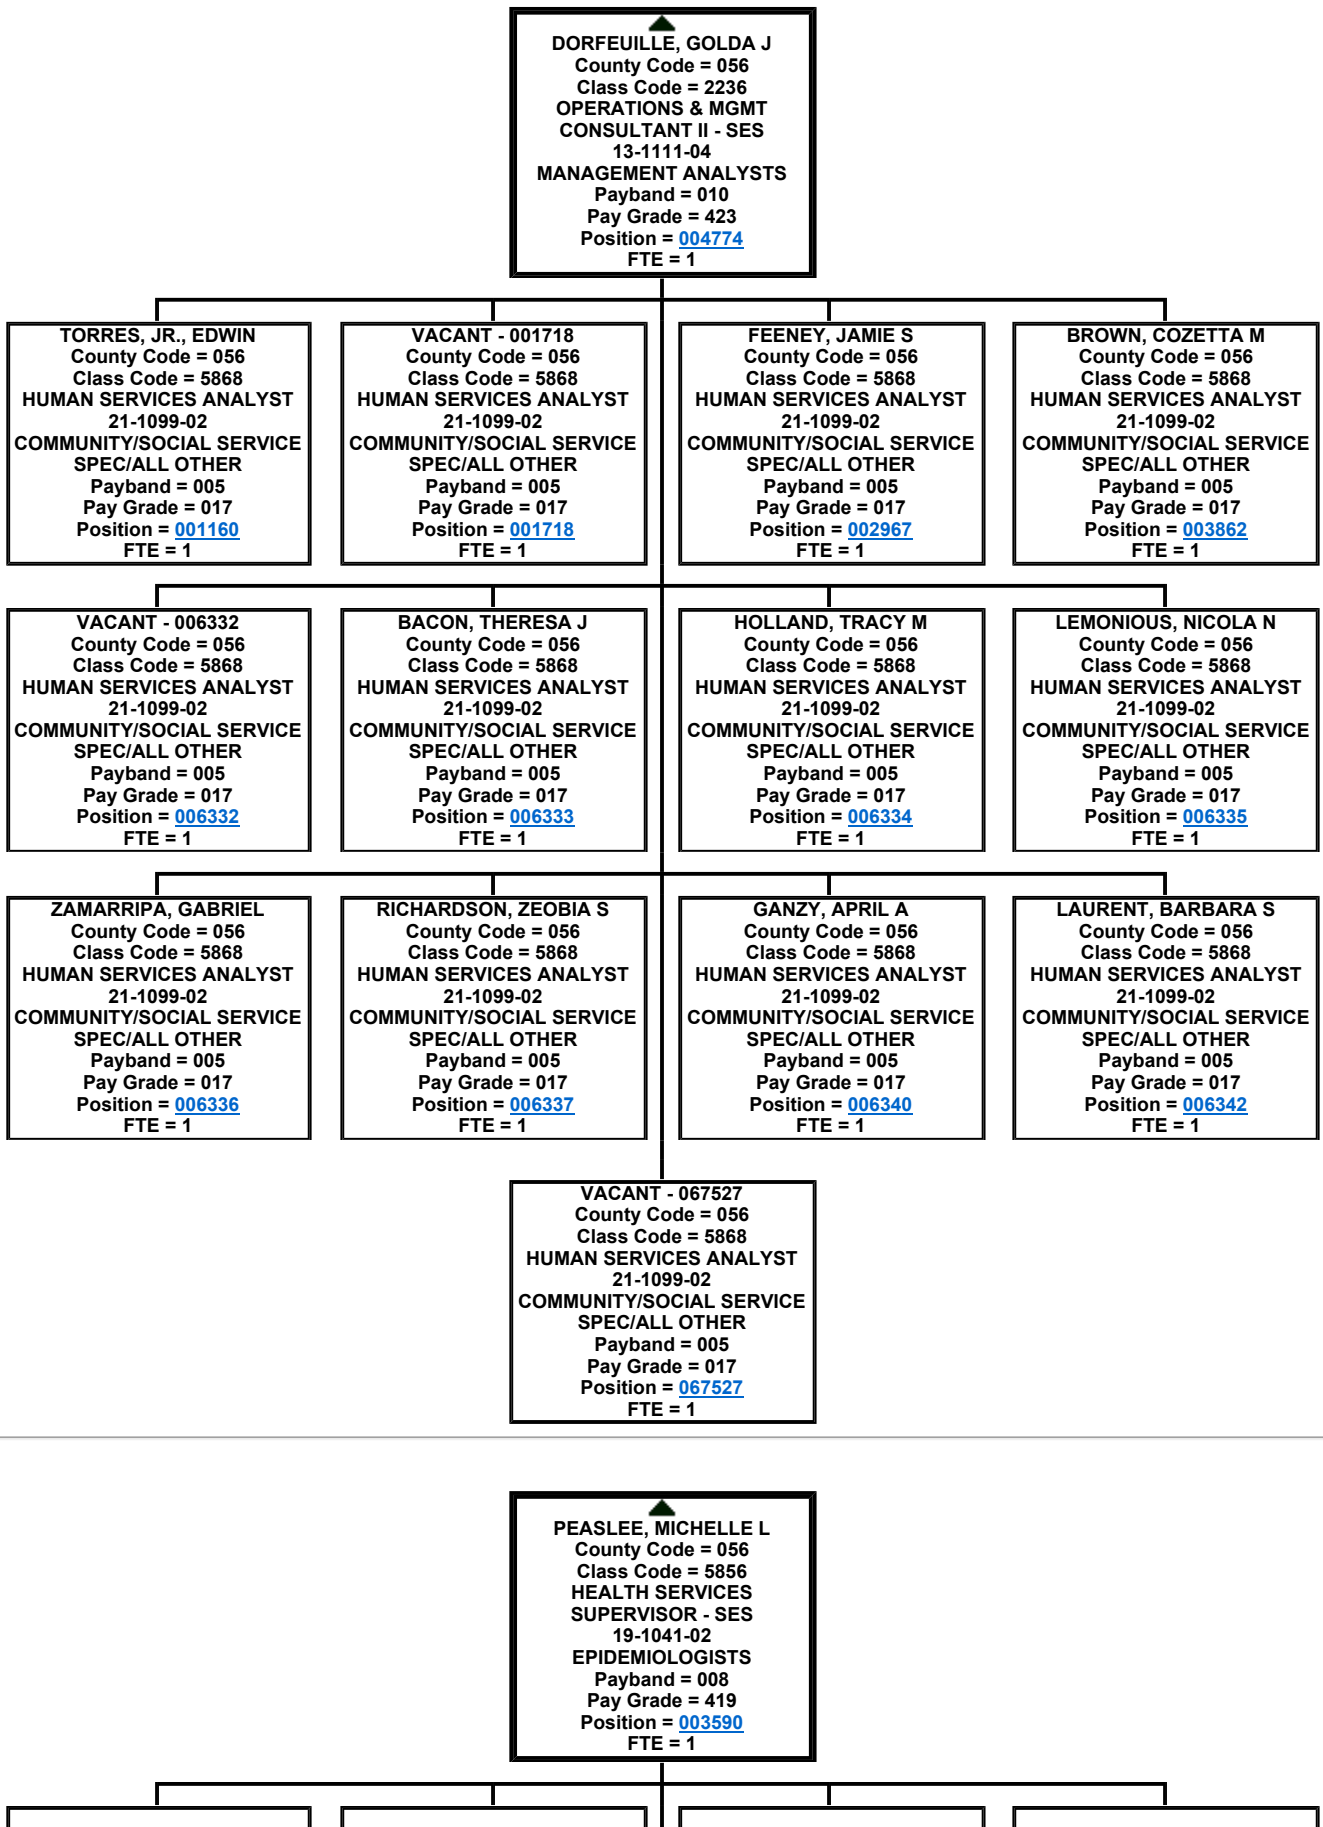 DORFEUILLE, GOLDA J
County Code = 056
Class Code = 2236
OPERATIONS & MGMT
CONSULTANT II - SES
13-1111-04
MANAGEMENT ANALYSTS
Payband = 010
Pay Grade = 423
Position = 004774
FTE = 1
TORRES, JR., EDWIN
County Code = 056
Class Code = 5868
HUMAN SERVICES ANALYST
21-1099-02
COMMUNITY/SOCIAL SERVICE
SPEC/ALL OTHER
Payband = 005
Pay Grade = 017
Position = 001160
FTE = 1
VACANT - 001718
County Code = 056
Class Code = 5868
HUMAN SERVICES ANALYST
21-1099-02
COMMUNITY/SOCIAL SERVICE
SPEC/ALL OTHER
Payband = 005
Pay Grade = 017
Position = 001718
FTE = 1
FEENEY, JAMIE S
County Code = 056
Class Code = 5868
HUMAN SERVICES ANALYST
21-1099-02
COMMUNITY/SOCIAL SERVICE
SPEC/ALL OTHER
Payband = 005
Pay Grade = 017
Position = 002967
FTE = 1
BROWN, COZETTA M
County Code = 056
Class Code = 5868
HUMAN SERVICES ANALYST
21-1099-02
COMMUNITY/SOCIAL SERVICE
SPEC/ALL OTHER
Payband = 005
Pay Grade = 017
Position = 003862
FTE = 1
VACANT - 006332
County Code = 056
Class Code = 5868
HUMAN SERVICES ANALYST
21-1099-02
COMMUNITY/SOCIAL SERVICE
SPEC/ALL OTHER
Payband = 005
Pay Grade = 017
Position = 006332
FTE = 1
BACON, THERESA J
County Code = 056
Class Code = 5868
HUMAN SERVICES ANALYST
21-1099-02
COMMUNITY/SOCIAL SERVICE
SPEC/ALL OTHER
Payband = 005
Pay Grade = 017
Position = 006333
FTE = 1
HOLLAND, TRACY M
County Code = 056
Class Code = 5868
HUMAN SERVICES ANALYST
21-1099-02
COMMUNITY/SOCIAL SERVICE
SPEC/ALL OTHER
Payband = 005
Pay Grade = 017
Position = 006334
FTE = 1
LEMONIOUS, NICOLA N
County Code = 056
Class Code = 5868
HUMAN SERVICES ANALYST
21-1099-02
COMMUNITY/SOCIAL SERVICE
SPEC/ALL OTHER
Payband = 005
Pay Grade = 017
Position = 006335
FTE = 1
ZAMARRIPA, GABRIEL
County Code = 056
Class Code = 5868
HUMAN SERVICES ANALYST
21-1099-02
COMMUNITY/SOCIAL SERVICE
SPEC/ALL OTHER
Payband = 005
Pay Grade = 017
Position = 006336
FTE = 1
RICHARDSON, ZEOBIA S
County Code = 056
Class Code = 5868
HUMAN SERVICES ANALYST
21-1099-02
COMMUNITY/SOCIAL SERVICE
SPEC/ALL OTHER
Payband = 005
Pay Grade = 017
Position = 006337
FTE = 1
GANZY, APRIL A
County Code = 056
Class Code = 5868
HUMAN SERVICES ANALYST
21-1099-02
COMMUNITY/SOCIAL SERVICE
SPEC/ALL OTHER
Payband = 005
Pay Grade = 017
Position = 006340
FTE = 1
LAURENT, BARBARA S
County Code = 056
Class Code = 5868
HUMAN SERVICES ANALYST
21-1099-02
COMMUNITY/SOCIAL SERVICE
SPEC/ALL OTHER
Payband = 005
Pay Grade = 017
Position = 006342
FTE = 1
VACANT - 067527
County Code = 056
Class Code = 5868
HUMAN SERVICES ANALYST
21-1099-02
COMMUNITY/SOCIAL SERVICE
SPEC/ALL OTHER
Payband = 005
Pay Grade = 017
Position = 067527
FTE = 1
PEASLEE, MICHELLE L
County Code = 056
Class Code = 5856
HEALTH SERVICES
SUPERVISOR - SES
19-1041-02
EPIDEMIOLOGISTS
Payband = 008
Pay Grade = 419
Position = 003590
FTE = 1